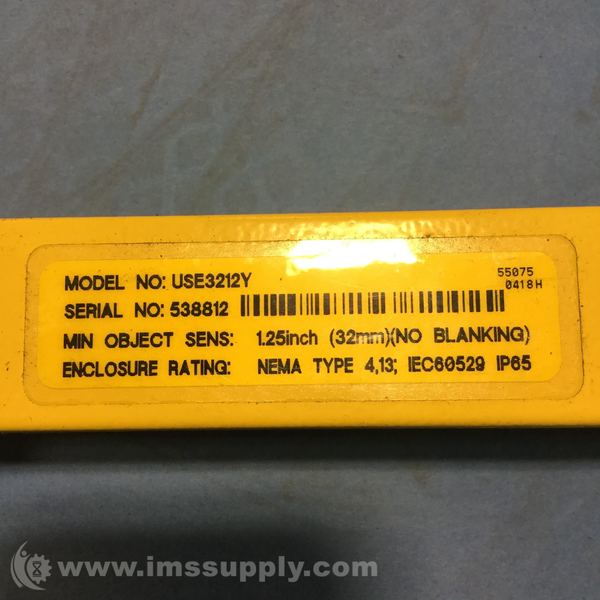 MODEL NO: USE3212Y
55075
0418H
SERIAL NO: 538812
MIN OBJECT SENS: 1.25inch (32mm)(NO BLANKING)
ENCLOSURE RATING: NEMA TYPE 4,13; IEC60529 IP65
www.imssupply.com